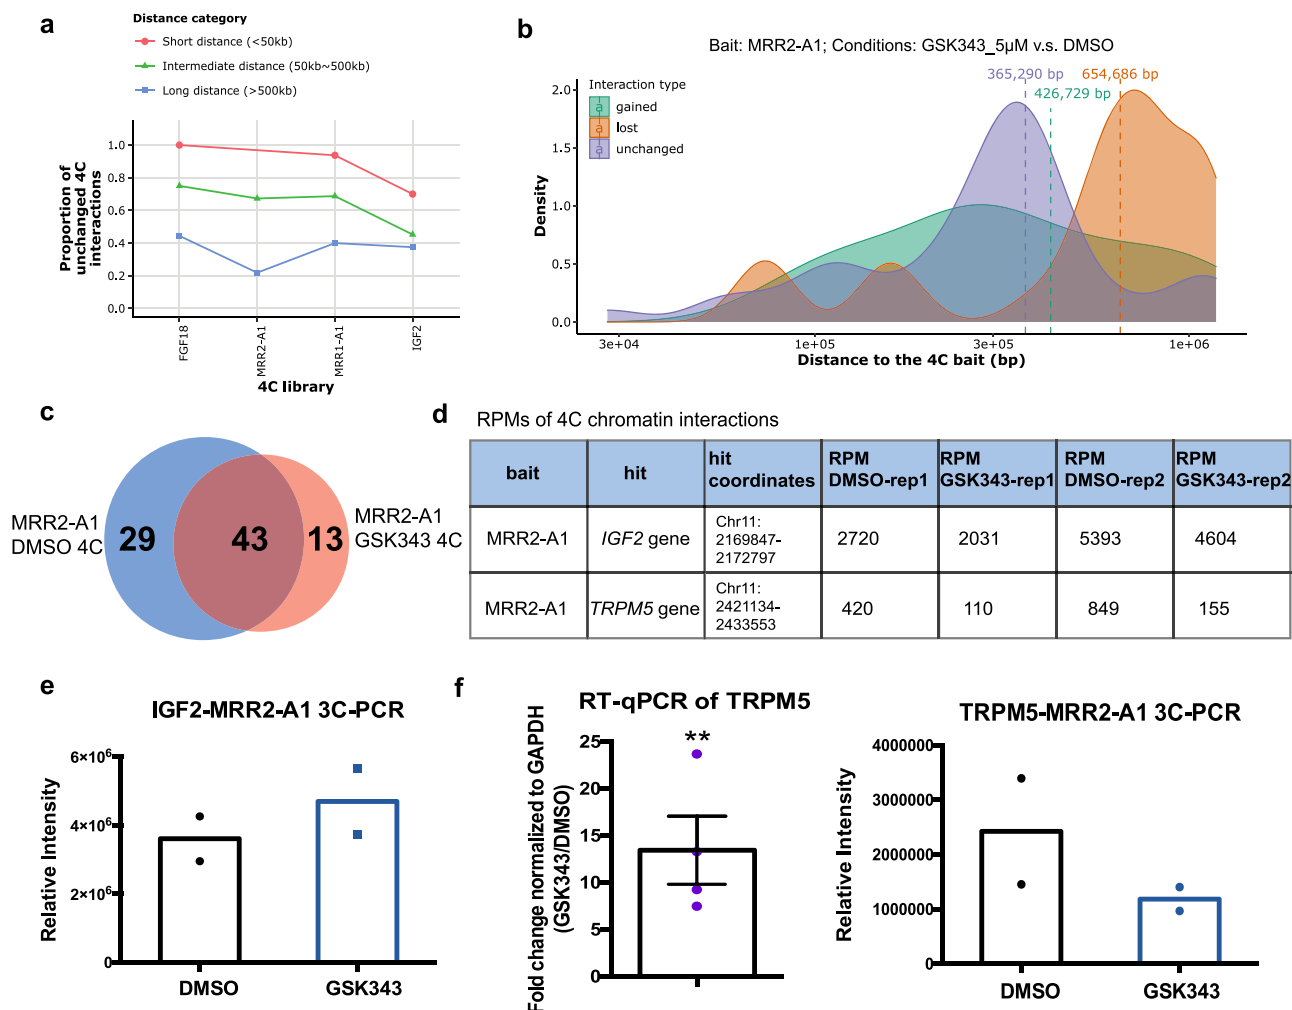 a
Distance category
Short distance (<50kb)
Intermediate distance (50kb~500kb)
Long distance (>500kb)
Proportion of
unchanged 4C
interactions
1.0
0.8
0.6
0.4
0.2
0.0
FGF18
MRR2-A1
MRR1-A1
IGF2
4C library
b
Bait: MRR2-A1; Conditions: GSK343_5µM v.s. DMSO
365,290 bp
654,686 bp
426,729 bp
Interaction type
a gained
a lost
a unchanged
Density
2.0
1.5
1.0
0.5
0.0
3e+04
1e+05
3e+05
1e+06
Distance to the 4C bait (bp)
c
MRR2-A1
DMSO 4C
29
43
13
MRR2-A1
GSK343 4C
d
RPMs of 4C chromatin interactions
bait
hit
hit
coordinates
RPM
DMSO-rep1
RPM
GSK343-rep1
RPM
DMSO-rep2
RPM
GSK343-rep2
MRR2-A1
IGF2 gene
Chr11:
2169847-
2172797
2720
2031
5393
4604
MRR2-A1
TRPM5 gene
Chr11:
2421134-
2433553
420
110
849
155
e
IGF2-MRR2-A1 3C-PCR
Relative Intensity
6×10⁶
4×10⁶
2×10⁶
0
DMSO
GSK343
f
RT-qPCR of TRPM5
Fold change normalized to GAPDH
(GSK343/DMSO)
25
20
15
10
5
0
**
TRPM5-MRR2-A1 3C-PCR
Relative Intensity
4000000
3000000
2000000
1000000
0
DMSO
GSK343